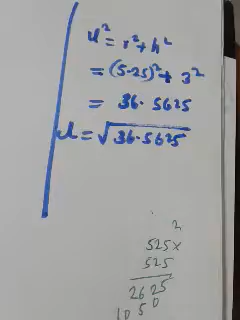 l² = r² + h²
= (5.25)² + 3²
= 36.5625
l = √36.5625
2
525×
525
2625
1050